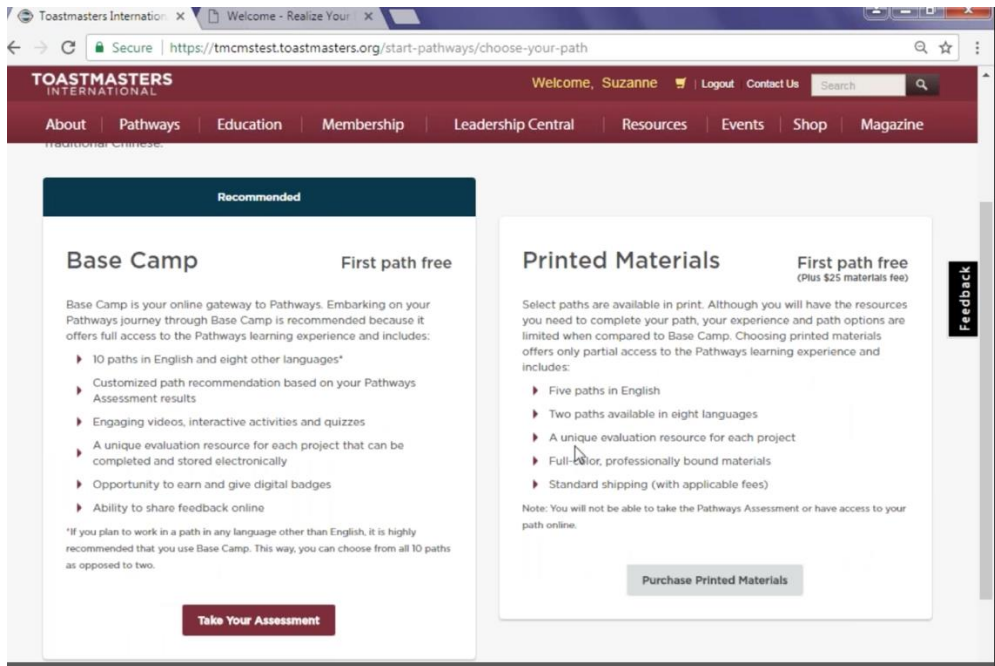 Toastmasters Internation
Welcome - Realize Your
Secure
https://tmcmstest.toastmasters.org/start-pathways/choose-your-path
TOASTMASTERS
INTERNATIONAL
Welcome, Suzanne
Logout
Contact Us
Search
About
Pathways
Education
Membership
Leadership Central
Resources
Events
Shop
Magazine
Traditional Chinese.
Recommended
Base Camp
First path free
Base Camp is your online gateway to Pathways. Embarking on your
Pathways journey through Base Camp is recommended because it
offers full access to the Pathways learning experience and includes:
10 paths in English and eight other languages*
Customized path recommendation based on your Pathways
Assessment results
Engaging videos, interactive activities and quizzes
A unique evaluation resource for each project that can be
completed and stored electronically
Opportunity to earn and give digital badges
Ability to share feedback online
*If you plan to work in a path in any language other than English, it is highly
recommended that you use Base Camp. This way, you can choose from all 10 paths
as opposed to two.
Take Your Assessment
Printed Materials
First path free
(Plus $25 materials fee)
Select paths are available in print. Although you will have the resources
you need to complete your path, your experience and path options are
limited when compared to Base Camp. Choosing printed materials
offers only partial access to the Pathways learning experience and
includes:
Five paths in English
Two paths available in eight languages
A unique evaluation resource for each project
Full-color, professionally bound materials
Standard shipping (with applicable fees)
Note: You will not be able to take the Pathways Assessment or have access to your
path online.
Purchase Printed Materials
Feedback